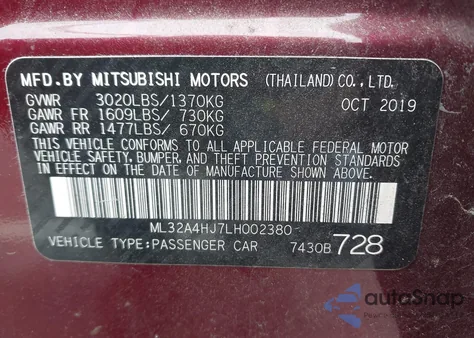 MFD. BY MITSUBISHI MOTORS (THAILAND) CO., LTD.
GVWR 3020LBS/1370KG OCT 2019
GAWR FR 1609LBS/ 730KG
GAWR RR 1477LBS/ 670KG
THIS VEHICLE CONFORMS TO ALL APPLICABLE FEDERAL MOTOR
VEHICLE SAFETY, BUMPER, AND THEFT PREVENTION STANDARDS
IN EFFECT ON THE DATE OF MANUFACTURE SHOWN ABOVE.
ML32A4HJ7LH002380
VEHICLE TYPE:PASSENGER CAR 7430B 728
autoSnap